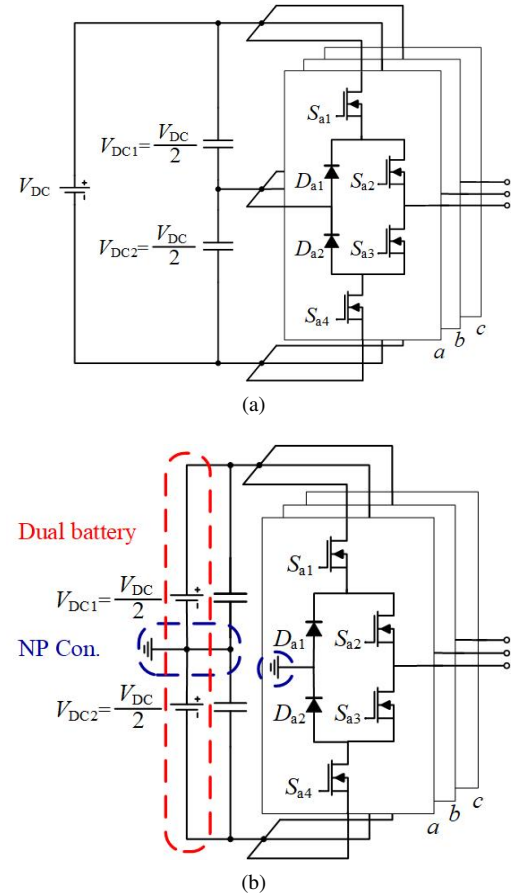 S_a1
V_DC1=V_DC/2
V_DC
D_a1
S_a2
V_DC2=V_DC/2
D_a2
S_a3
S_a4
a
b
c
(a)
Dual battery
S_a1
V_DC1=V_DC/2
NP Con.
D_a1
S_a2
V_DC2=V_DC/2
D_a2
S_a3
S_a4
a
b
c
(b)